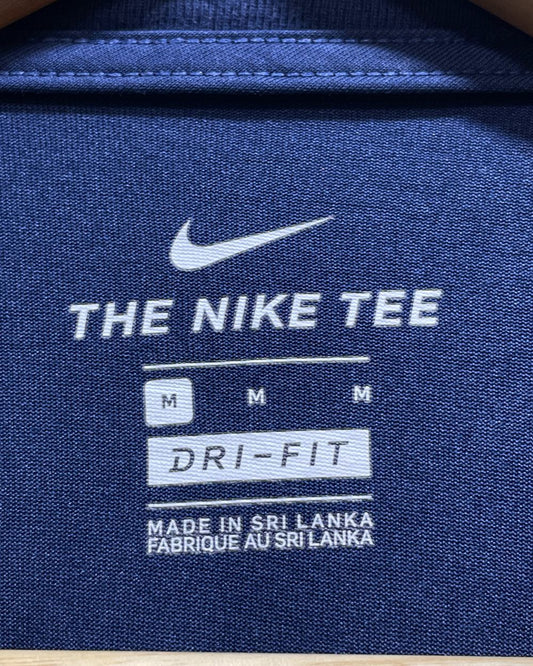 THE NIKE TEE
M M M
DRI-FIT
MADE IN SRI LANKA
FABRIQUE AU SRI LANKA